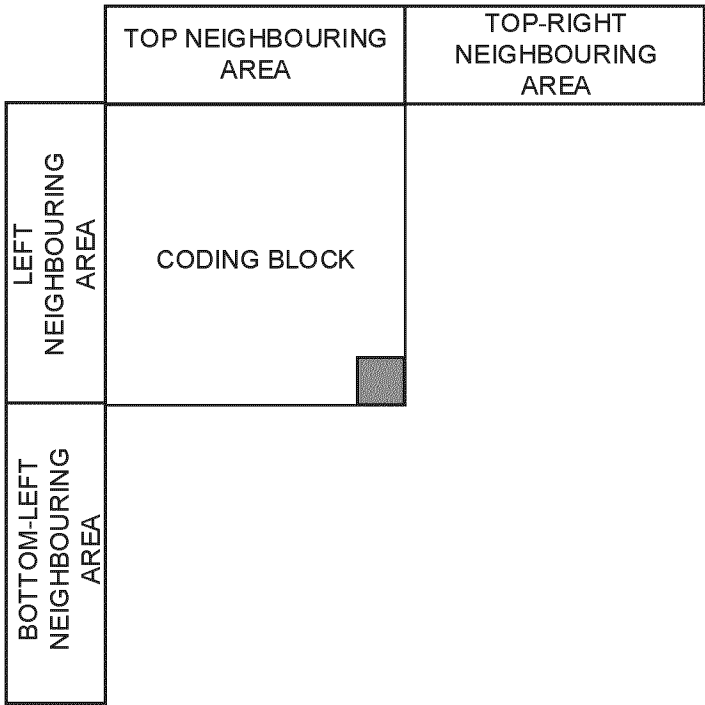 TOP NEIGHBOURING
AREA
TOP-RIGHT
NEIGHBOURING
AREA
LEFT
NEIGHBOURING
AREA
CODING BLOCK
BOTTOM-LEFT
NEIGHBOURING
AREA